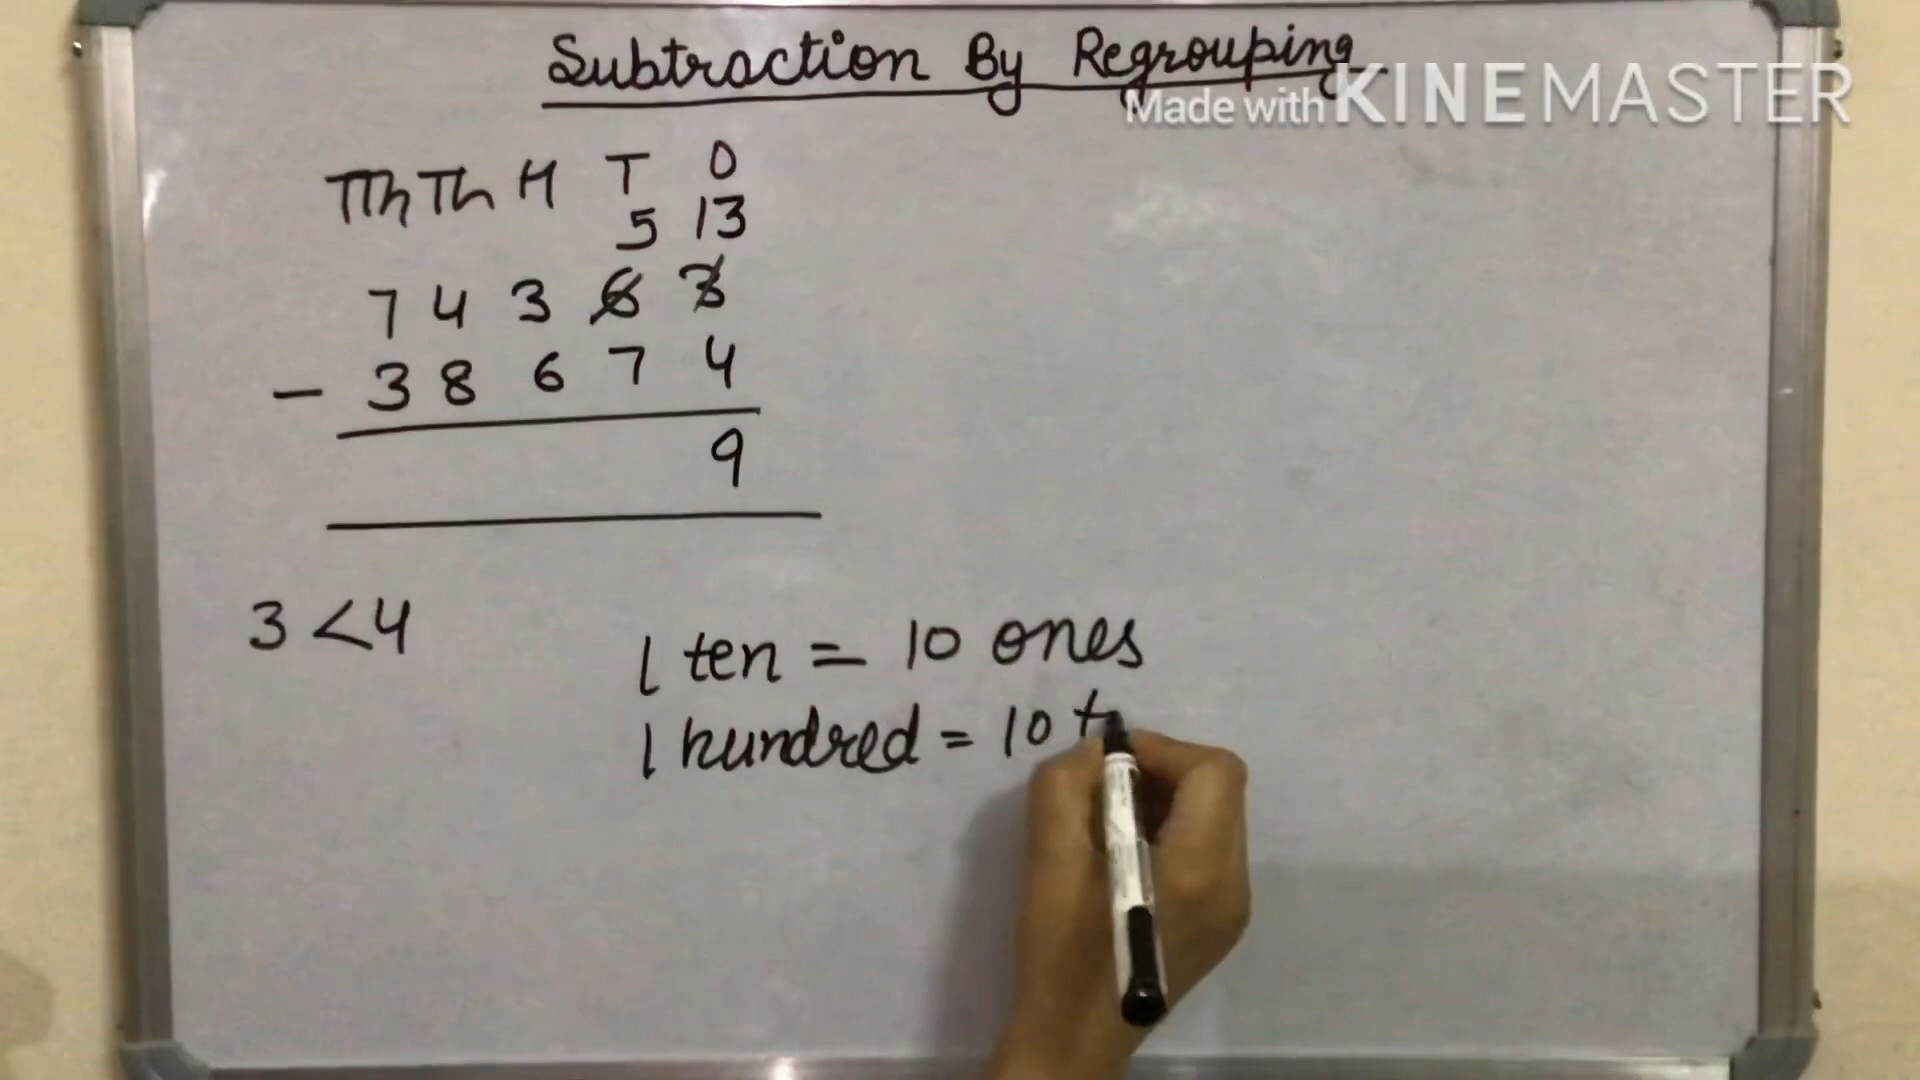 Subtraction By Regrouping
Made with KINEMASTER
TTh Th H T O
5 13
7 4 3 6 3
- 3 8 6 7 4
9
3 < 4
1 ten = 10 ones
1 hundred = 10 t